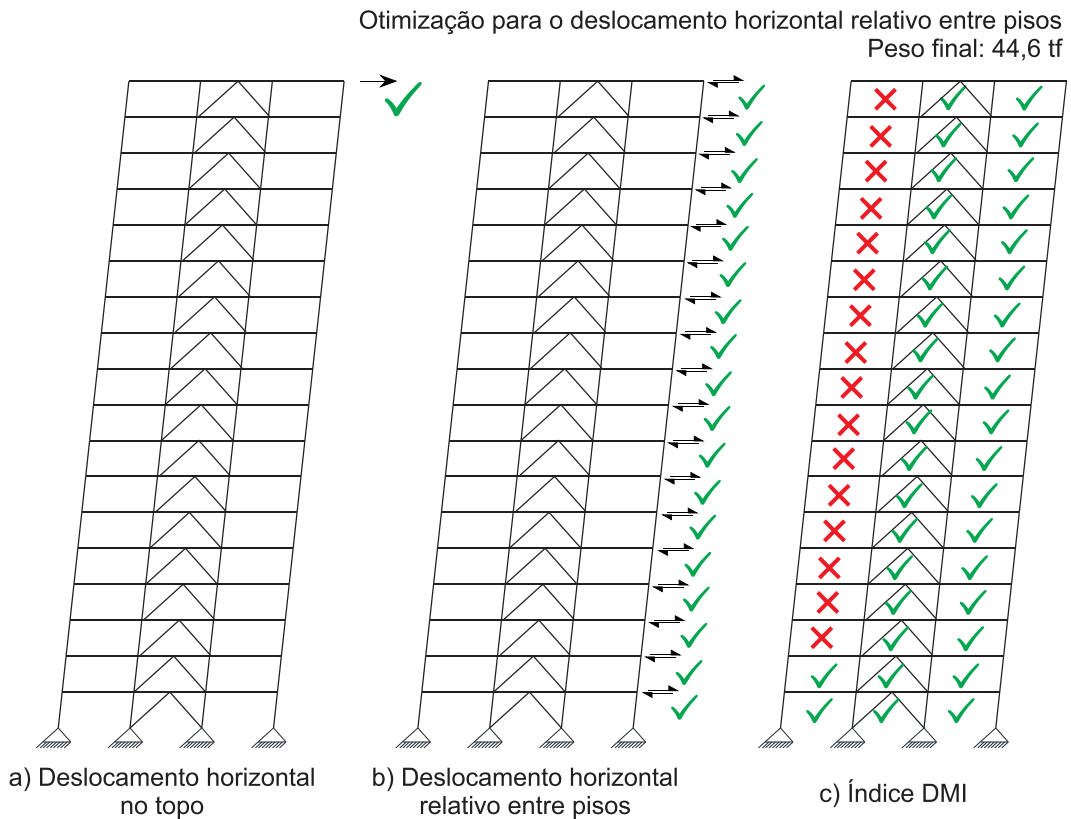 Otimização para o deslocamento horizontal relativo entre pisos
Peso final: 44,6 tf
a) Deslocamento horizontal
no topo
b) Deslocamento horizontal
relativo entre pisos
c) Índice DMI